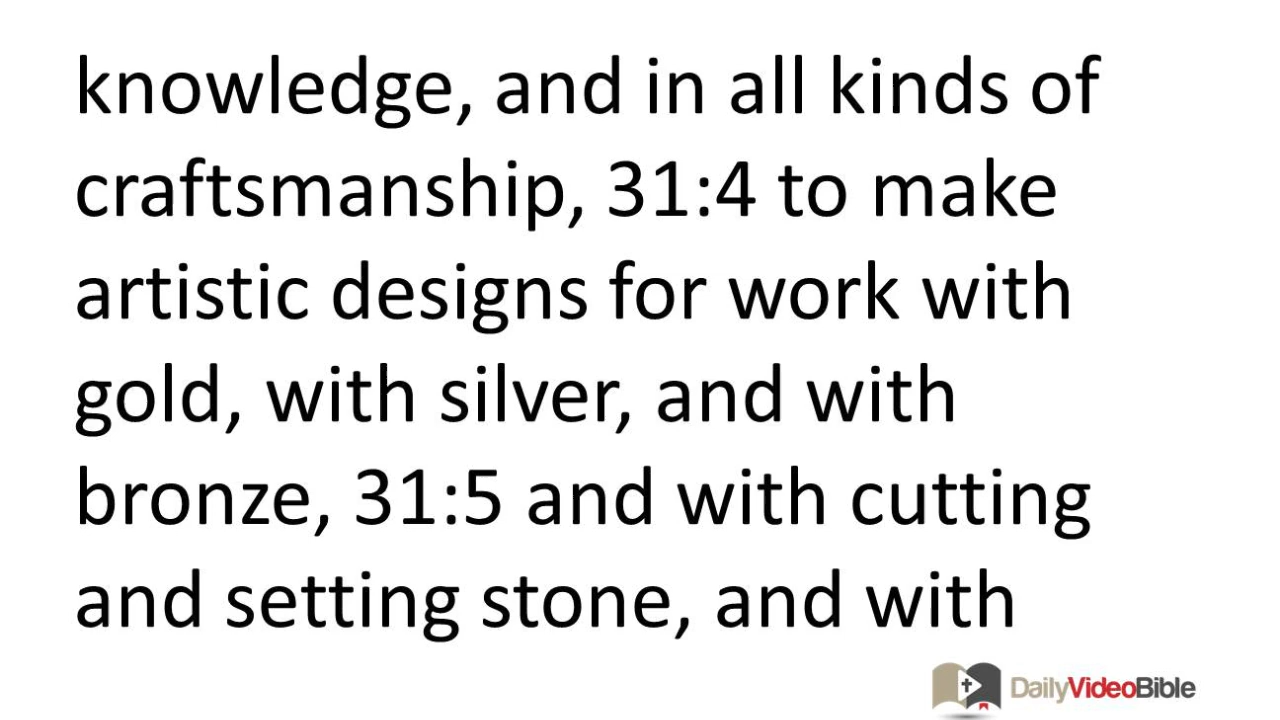 knowledge, and in all kinds of
craftsmanship, 31:4 to make
artistic designs for work with
gold, with silver, and with
bronze, 31:5 and with cutting
and setting stone, and with
DailyVideoBible